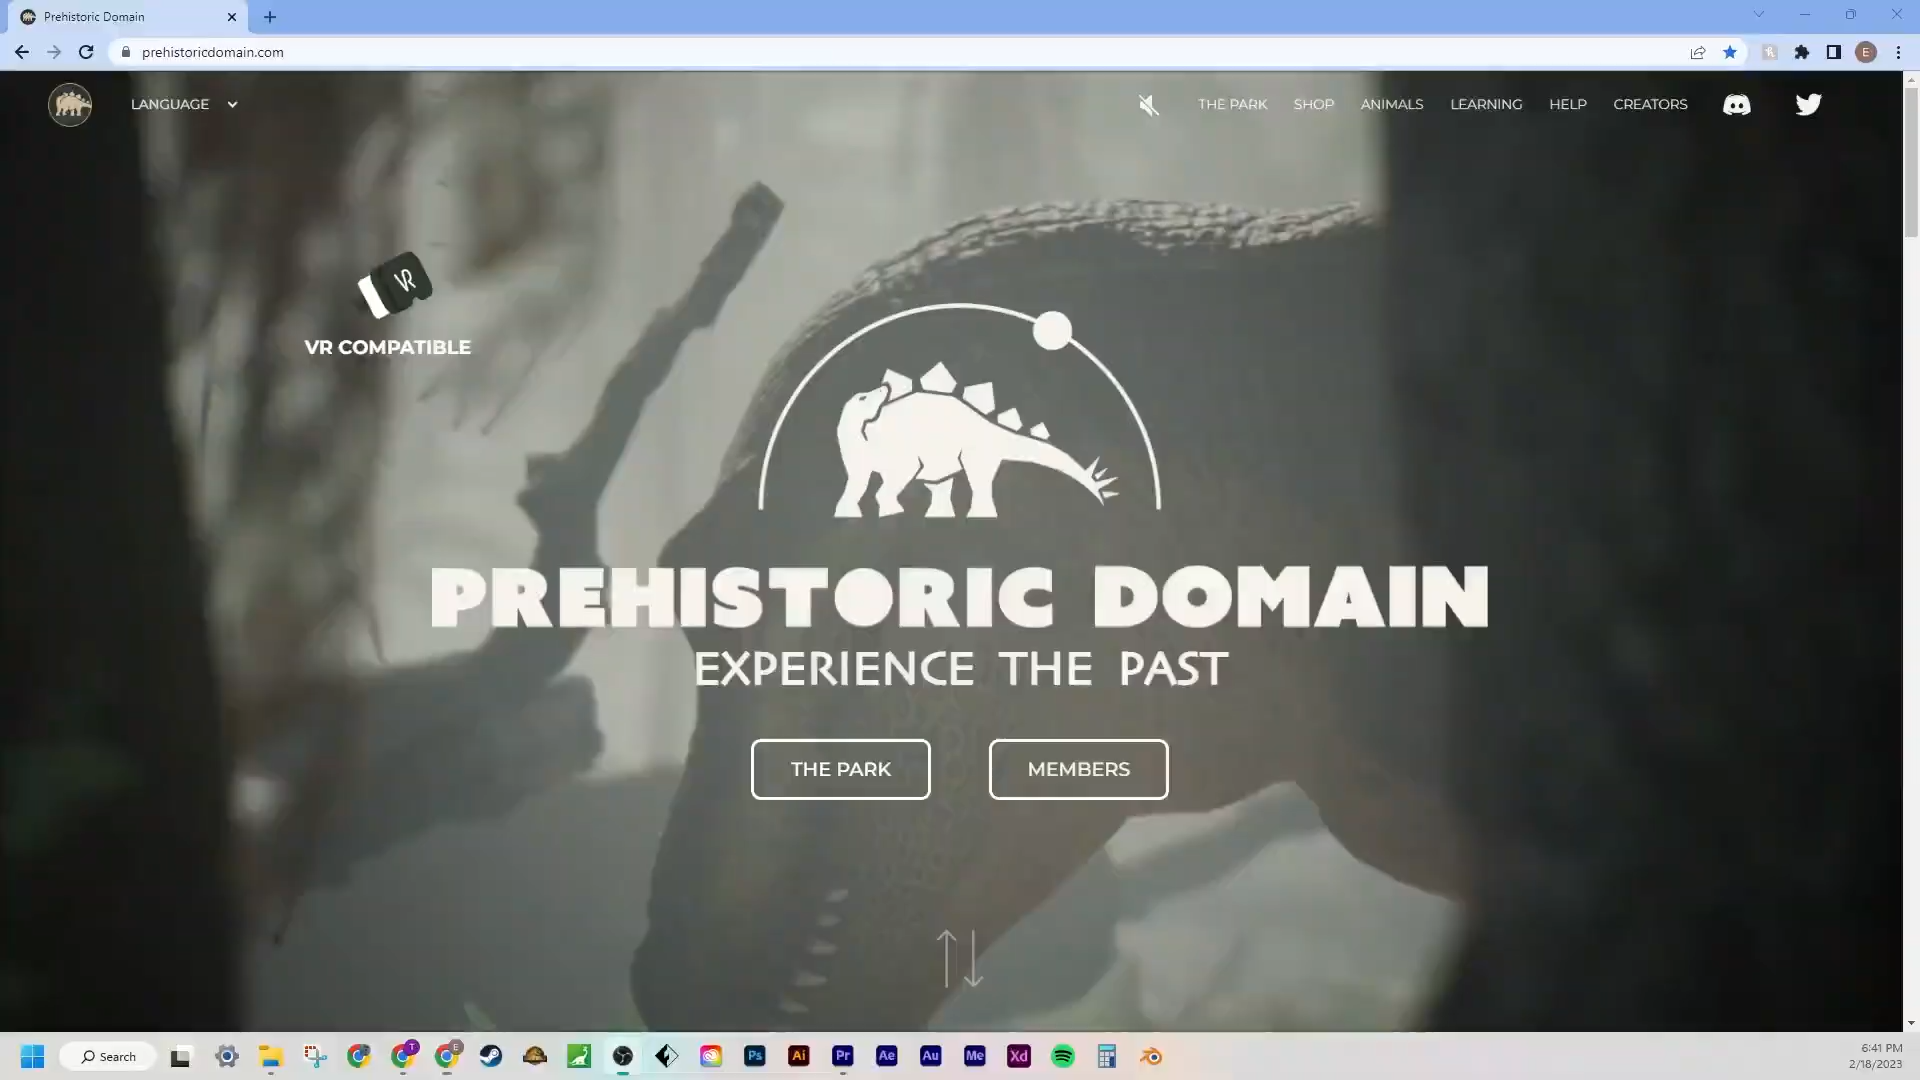 Prehistoric Domain
prehistoricdomain.com
E
LANGUAGE
THE PARK SHOP ANIMALS LEARNING HELP CREATORS
VR
VR COMPATIBLE
PREHISTORIC DOMAIN
EXPERIENCE THE PAST
THE PARK MEMBERS
Search
T
E
Ps
Ai
Pr
Ae
Au
Me
Xd
6:41 PM
2/18/2023